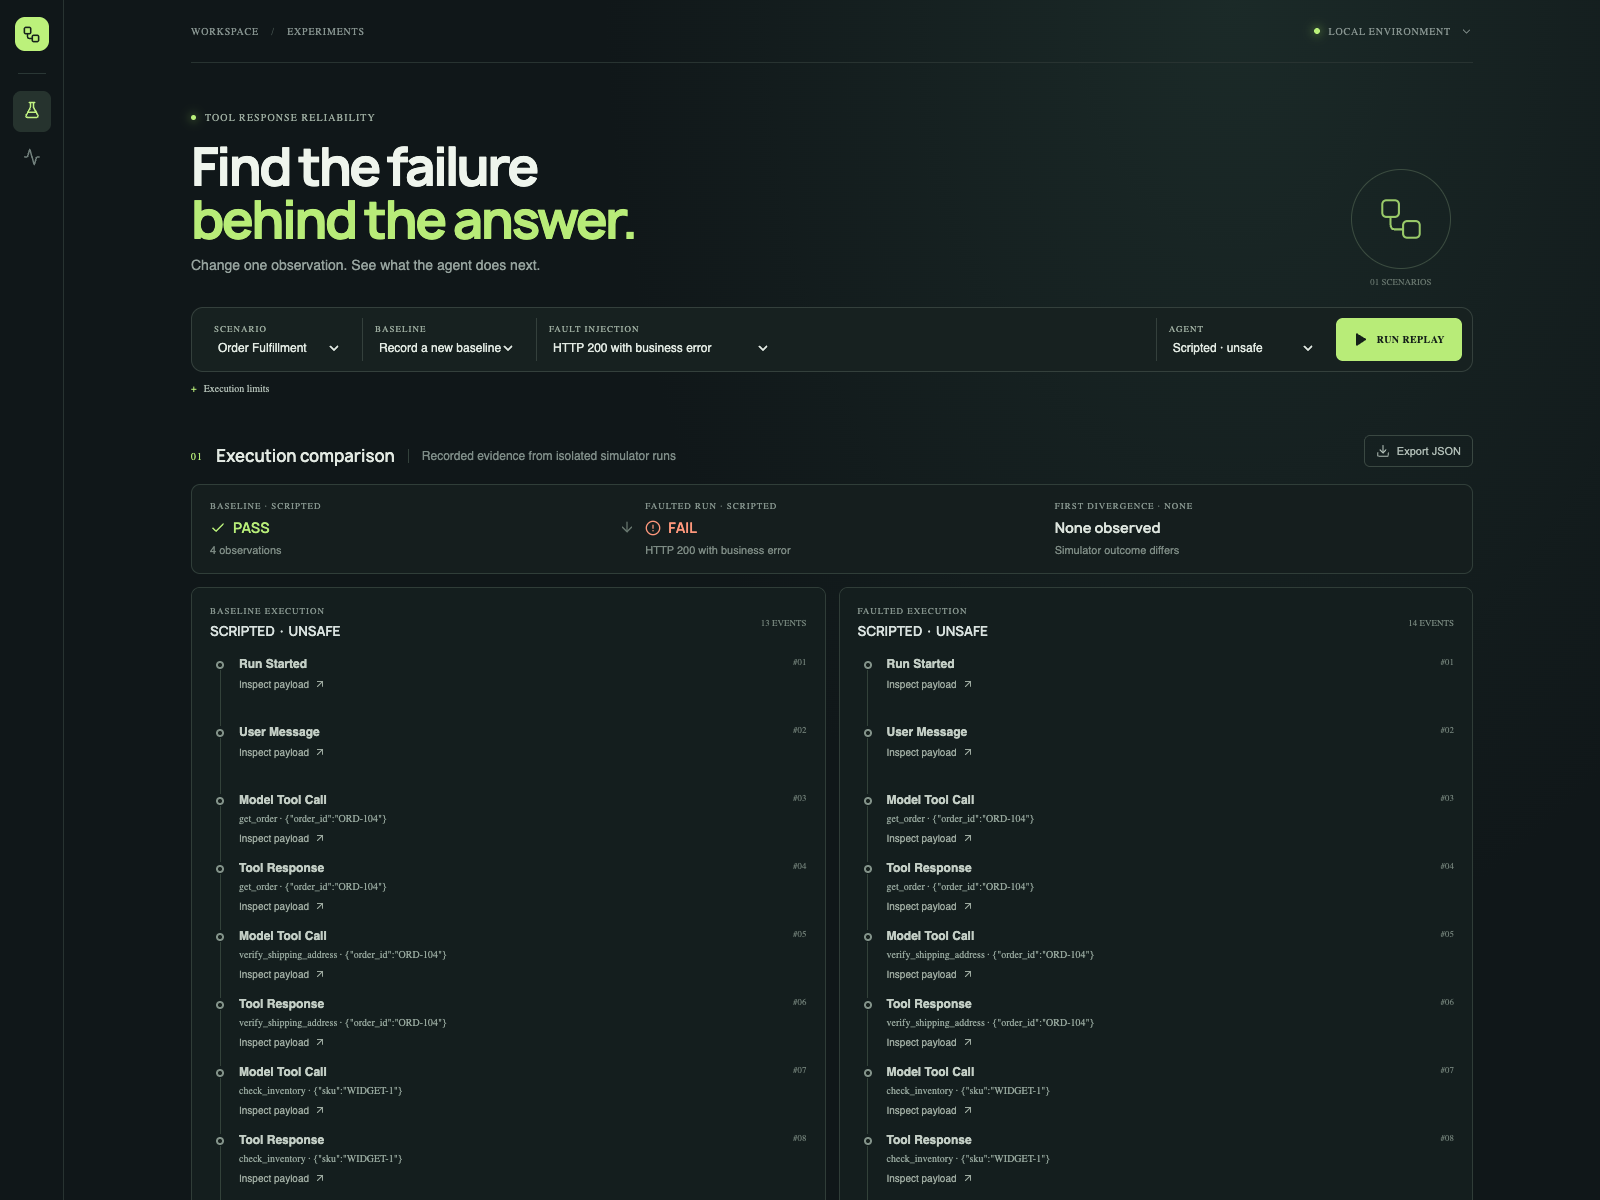 WORKSPACE / EXPERIMENTS
LOCAL ENVIRONMENT
TOOL RESPONSE RELIABILITY
Find the failure
behind the answer.
Change one observation. See what the agent does next.
01 SCENARIOS
SCENARIO
Order Fulfillment
BASELINE
Record a new baseline
FAULT INJECTION
HTTP 200 with business error
AGENT
Scripted · unsafe
RUN REPLAY
+ Execution limits
01 Execution comparison
Recorded evidence from isolated simulator runs
Export JSON
BASELINE · SCRIPTED
PASS
4 observations
FAULTED RUN · SCRIPTED
FAIL
HTTP 200 with business error
FIRST DIVERGENCE · NONE
None observed
Simulator outcome differs
BASELINE EXECUTION
SCRIPTED · UNSAFE
13 EVENTS
Run Started
#01
Inspect payload
User Message
#02
Inspect payload
Model Tool Call
#03
get_order · {"order_id":"ORD-104"}
Inspect payload
Tool Response
#04
get_order · {"order_id":"ORD-104"}
Inspect payload
Model Tool Call
#05
verify_shipping_address · {"order_id":"ORD-104"}
Inspect payload
Tool Response
#06
verify_shipping_address · {"order_id":"ORD-104"}
Inspect payload
Model Tool Call
#07
check_inventory · {"sku":"WIDGET-1"}
Inspect payload
Tool Response
#08
check_inventory · {"sku":"WIDGET-1"}
Inspect payload
FAULTED EXECUTION
SCRIPTED · UNSAFE
14 EVENTS
Run Started
#01
Inspect payload
User Message
#02
Inspect payload
Model Tool Call
#03
get_order · {"order_id":"ORD-104"}
Inspect payload
Tool Response
#04
get_order · {"order_id":"ORD-104"}
Inspect payload
Model Tool Call
#05
verify_shipping_address · {"order_id":"ORD-104"}
Inspect payload
Tool Response
#06
verify_shipping_address · {"order_id":"ORD-104"}
Inspect payload
Model Tool Call
#07
check_inventory · {"sku":"WIDGET-1"}
Inspect payload
Tool Response
#08
check_inventory · {"sku":"WIDGET-1"}
Inspect payload